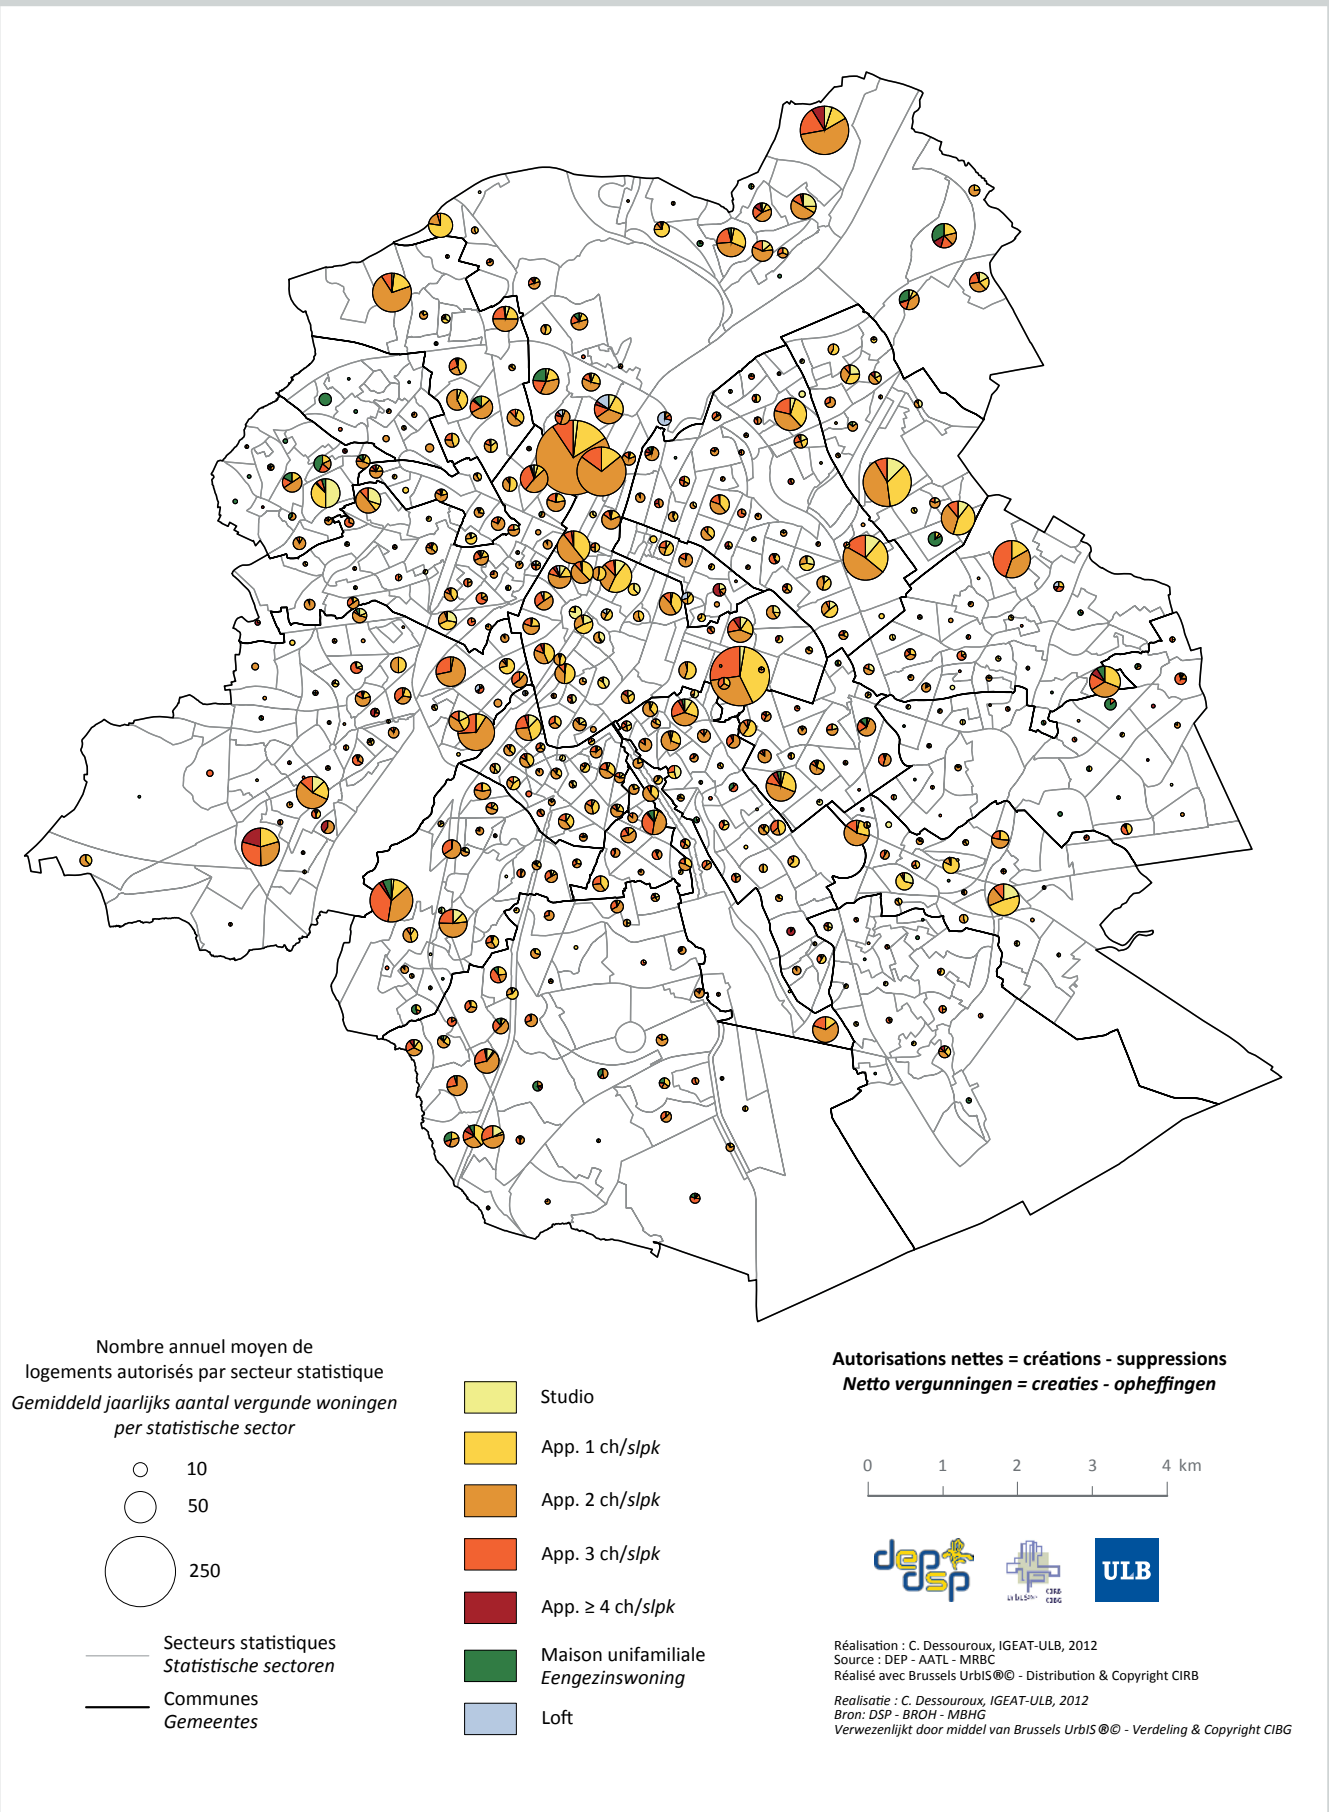 Nombre annuel moyen de
logements autorisés par secteur statistique
Gemiddeld jaarlijks aantal vergunde woningen
per statistische sector
10
50
250
Secteurs statistiques
Statistische sectoren
Communes
Gemeentes
Studio
App. 1 ch/slpk
App. 2 ch/slpk
App. 3 ch/slpk
App. ≥ 4 ch/slpk
Maison unifamiliale
Eengezinswoning
Loft
Autorisations nettes = créations - suppressions
Netto vergunningen = creaties - opheffingen
0 1 2 3 4 km
dep
dsp
CIRB
CIBG
ULB
Réalisation : C. Dessouroux, IGEAT-ULB, 2012
Source : DEP - AATL - MRBC
Réalisé avec Brussels UrbIS®© - Distribution & Copyright CIRB
Realisatie : C. Dessouroux, IGEAT-ULB, 2012
Bron: DSP - BROH - MBHG
Verwezenlijkt door middel van Brussels UrbIS®© - Verdeling & Copyright CIBG